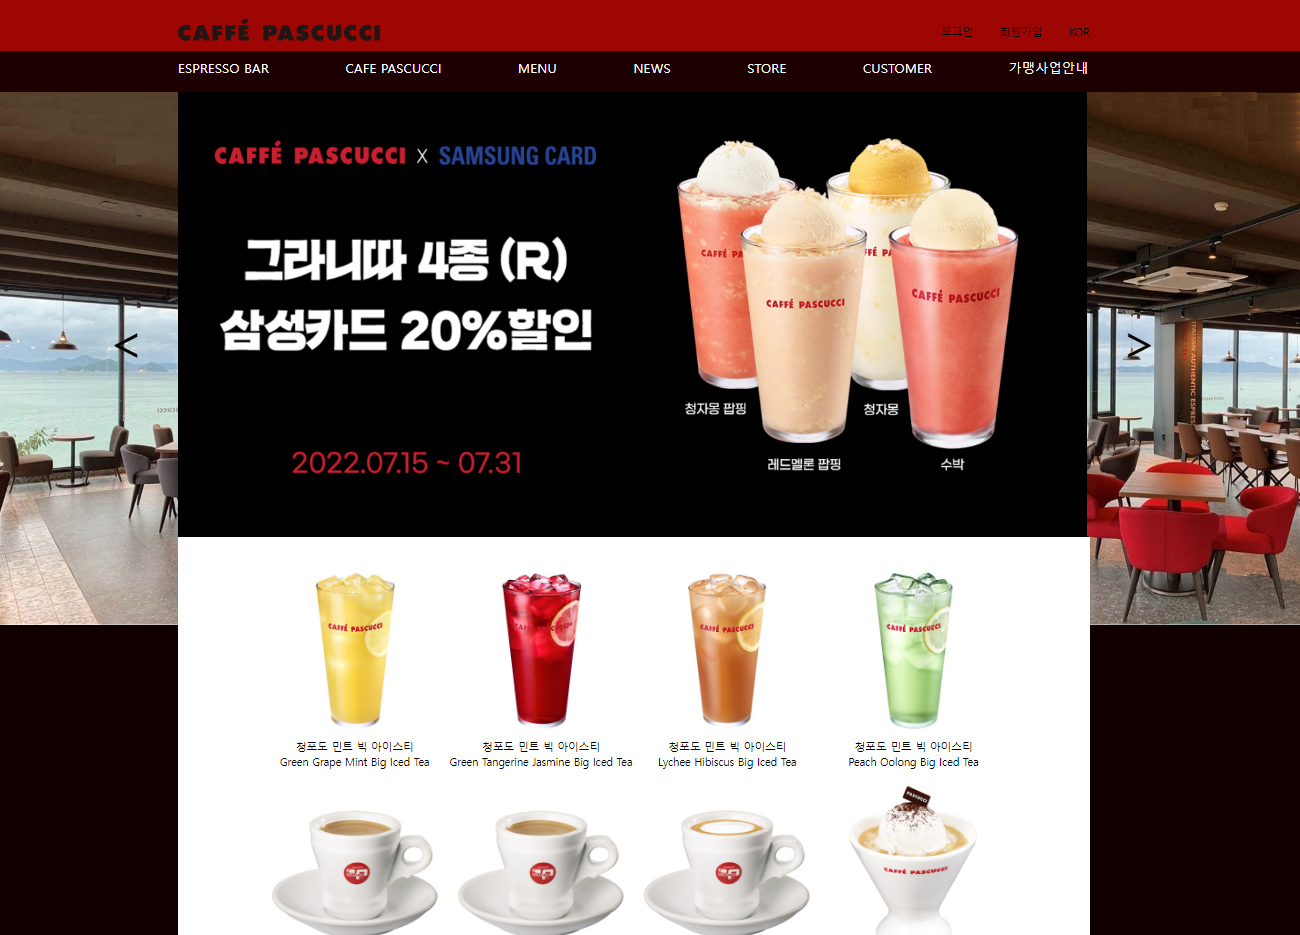 CAFFÉ PASCUCCI
로그인 회원가입 KOR
ESPRESSO BAR CAFE PASCUCCI MENU NEWS STORE CUSTOMER 가맹사업안내
CAFFÉ PASCUCCI X SAMSUNG CARD
그라니따 4종 (R)
삼성카드 20%할인
2022.07.15 ~ 07.31
CAFFÉ PA
É PA
CAFFÉ PASCUCCI
CAFFÉ PASCUCCI
청자몽 팝핑
청자몽
레드멜론 팝핑
수박
<
>
ITALIAN AUTHENTIC ESPRES
CAFFÉ PASCUCCI
CAFFÉ PASCUCCI
CAFFÉ PASCUCCI
CAFFÉ PASCUCCI
청포도 민트 빅 아이스티
Green Grape Mint Big Iced Tea
청포도 민트 빅 아이스티
Green Tangerine Jasmine Big Iced Tea
청포도 민트 빅 아이스티
Lychee Hibiscus Big Iced Tea
청포도 민트 빅 아이스티
Peach Oolong Big Iced Tea
PASCUCCI
CAFFÉ PASCUCCI